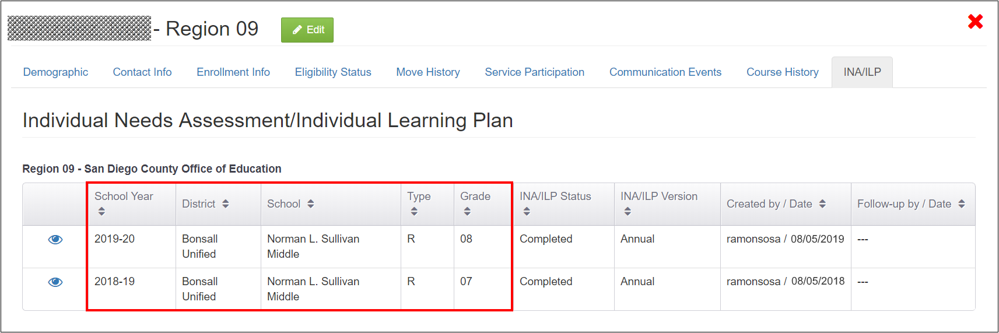 - Region 09 Edit
Demographic Contact Info Enrollment Info Eligibility Status Move History Service Participation Communication Events Course History INA/ILP
Individual Needs Assessment/Individual Learning Plan
Region 09 - San Diego County Office of Education
School Year District School Type Grade INA/ILP Status INA/ILP Version Created by / Date Follow-up by / Date
2019-20 Bonsall Norman L. Sullivan R 08 Completed Annual ramonsosa / 08/05/2019 ---
Unified Middle
2018-19 Bonsall Norman L. Sullivan R 07 Completed Annual ramonsosa / 08/05/2018 ---
Unified Middle